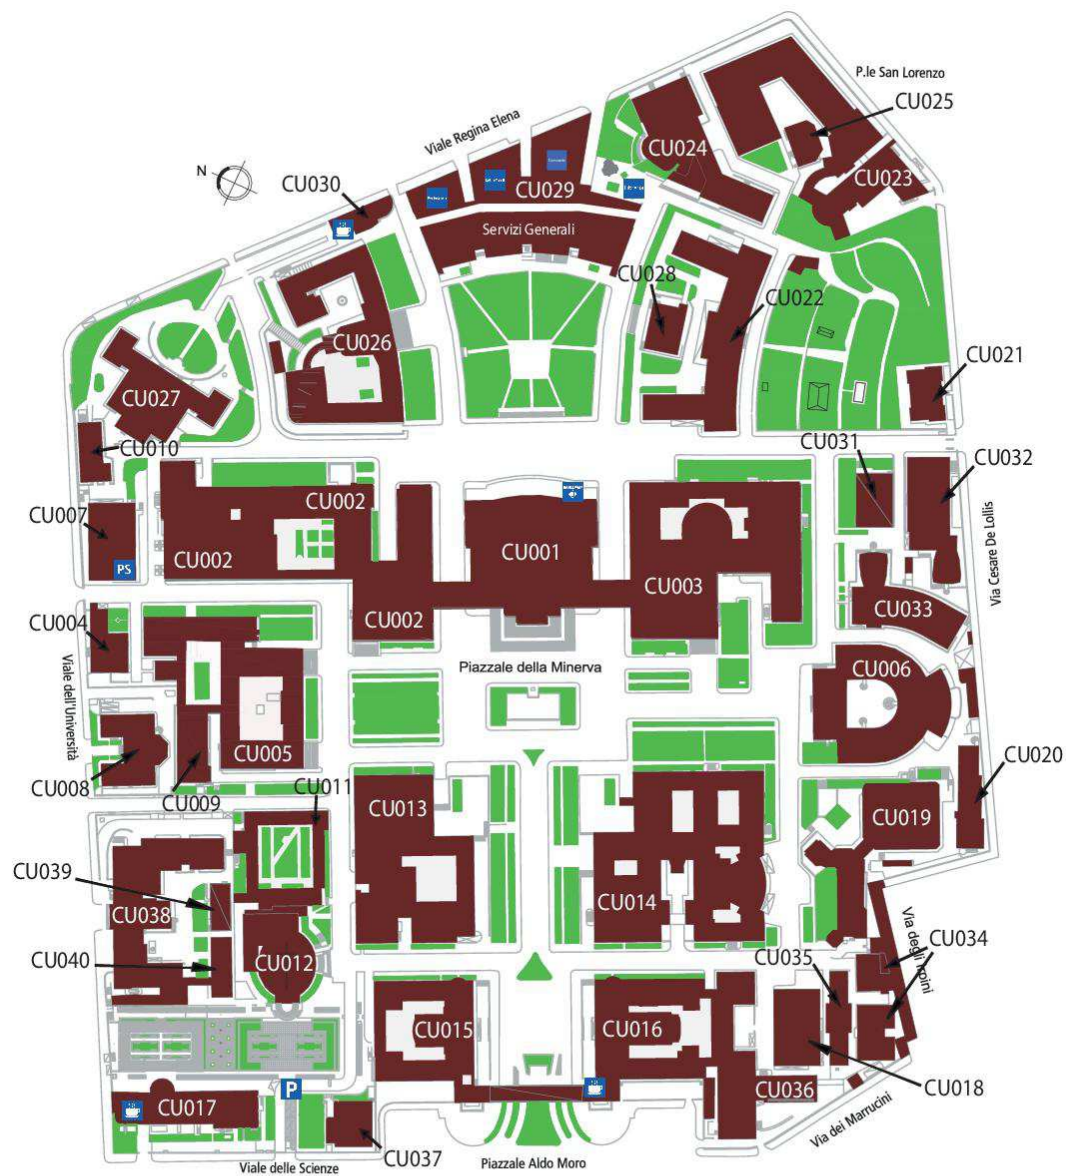 P.le San Lorenzo
CU025
Viale Regina Elena
CU024
N
CU030
CU029
CU023
Servizi Generali
CU028
CU022
CU026
CU021
CU027
CU031
CU010
CU032
CU002
CU007
CU001
Via Cesare De Lollis
CU002
CU003
PS
CU033
CU004
CU002
Piazzale della Minerva
CU006
Viale dell'Università
CU005
CU020
CU008
CU011
CU009
CU013
CU019
CU039
CU014
CU038
Via degli Irpini
CU034
CU040
CU012
CU035
CU015
CU016
CU018
CU036
P
CU017
Via dei Marrucini
CU037
Viale delle Scienze
Piazzale Aldo Moro